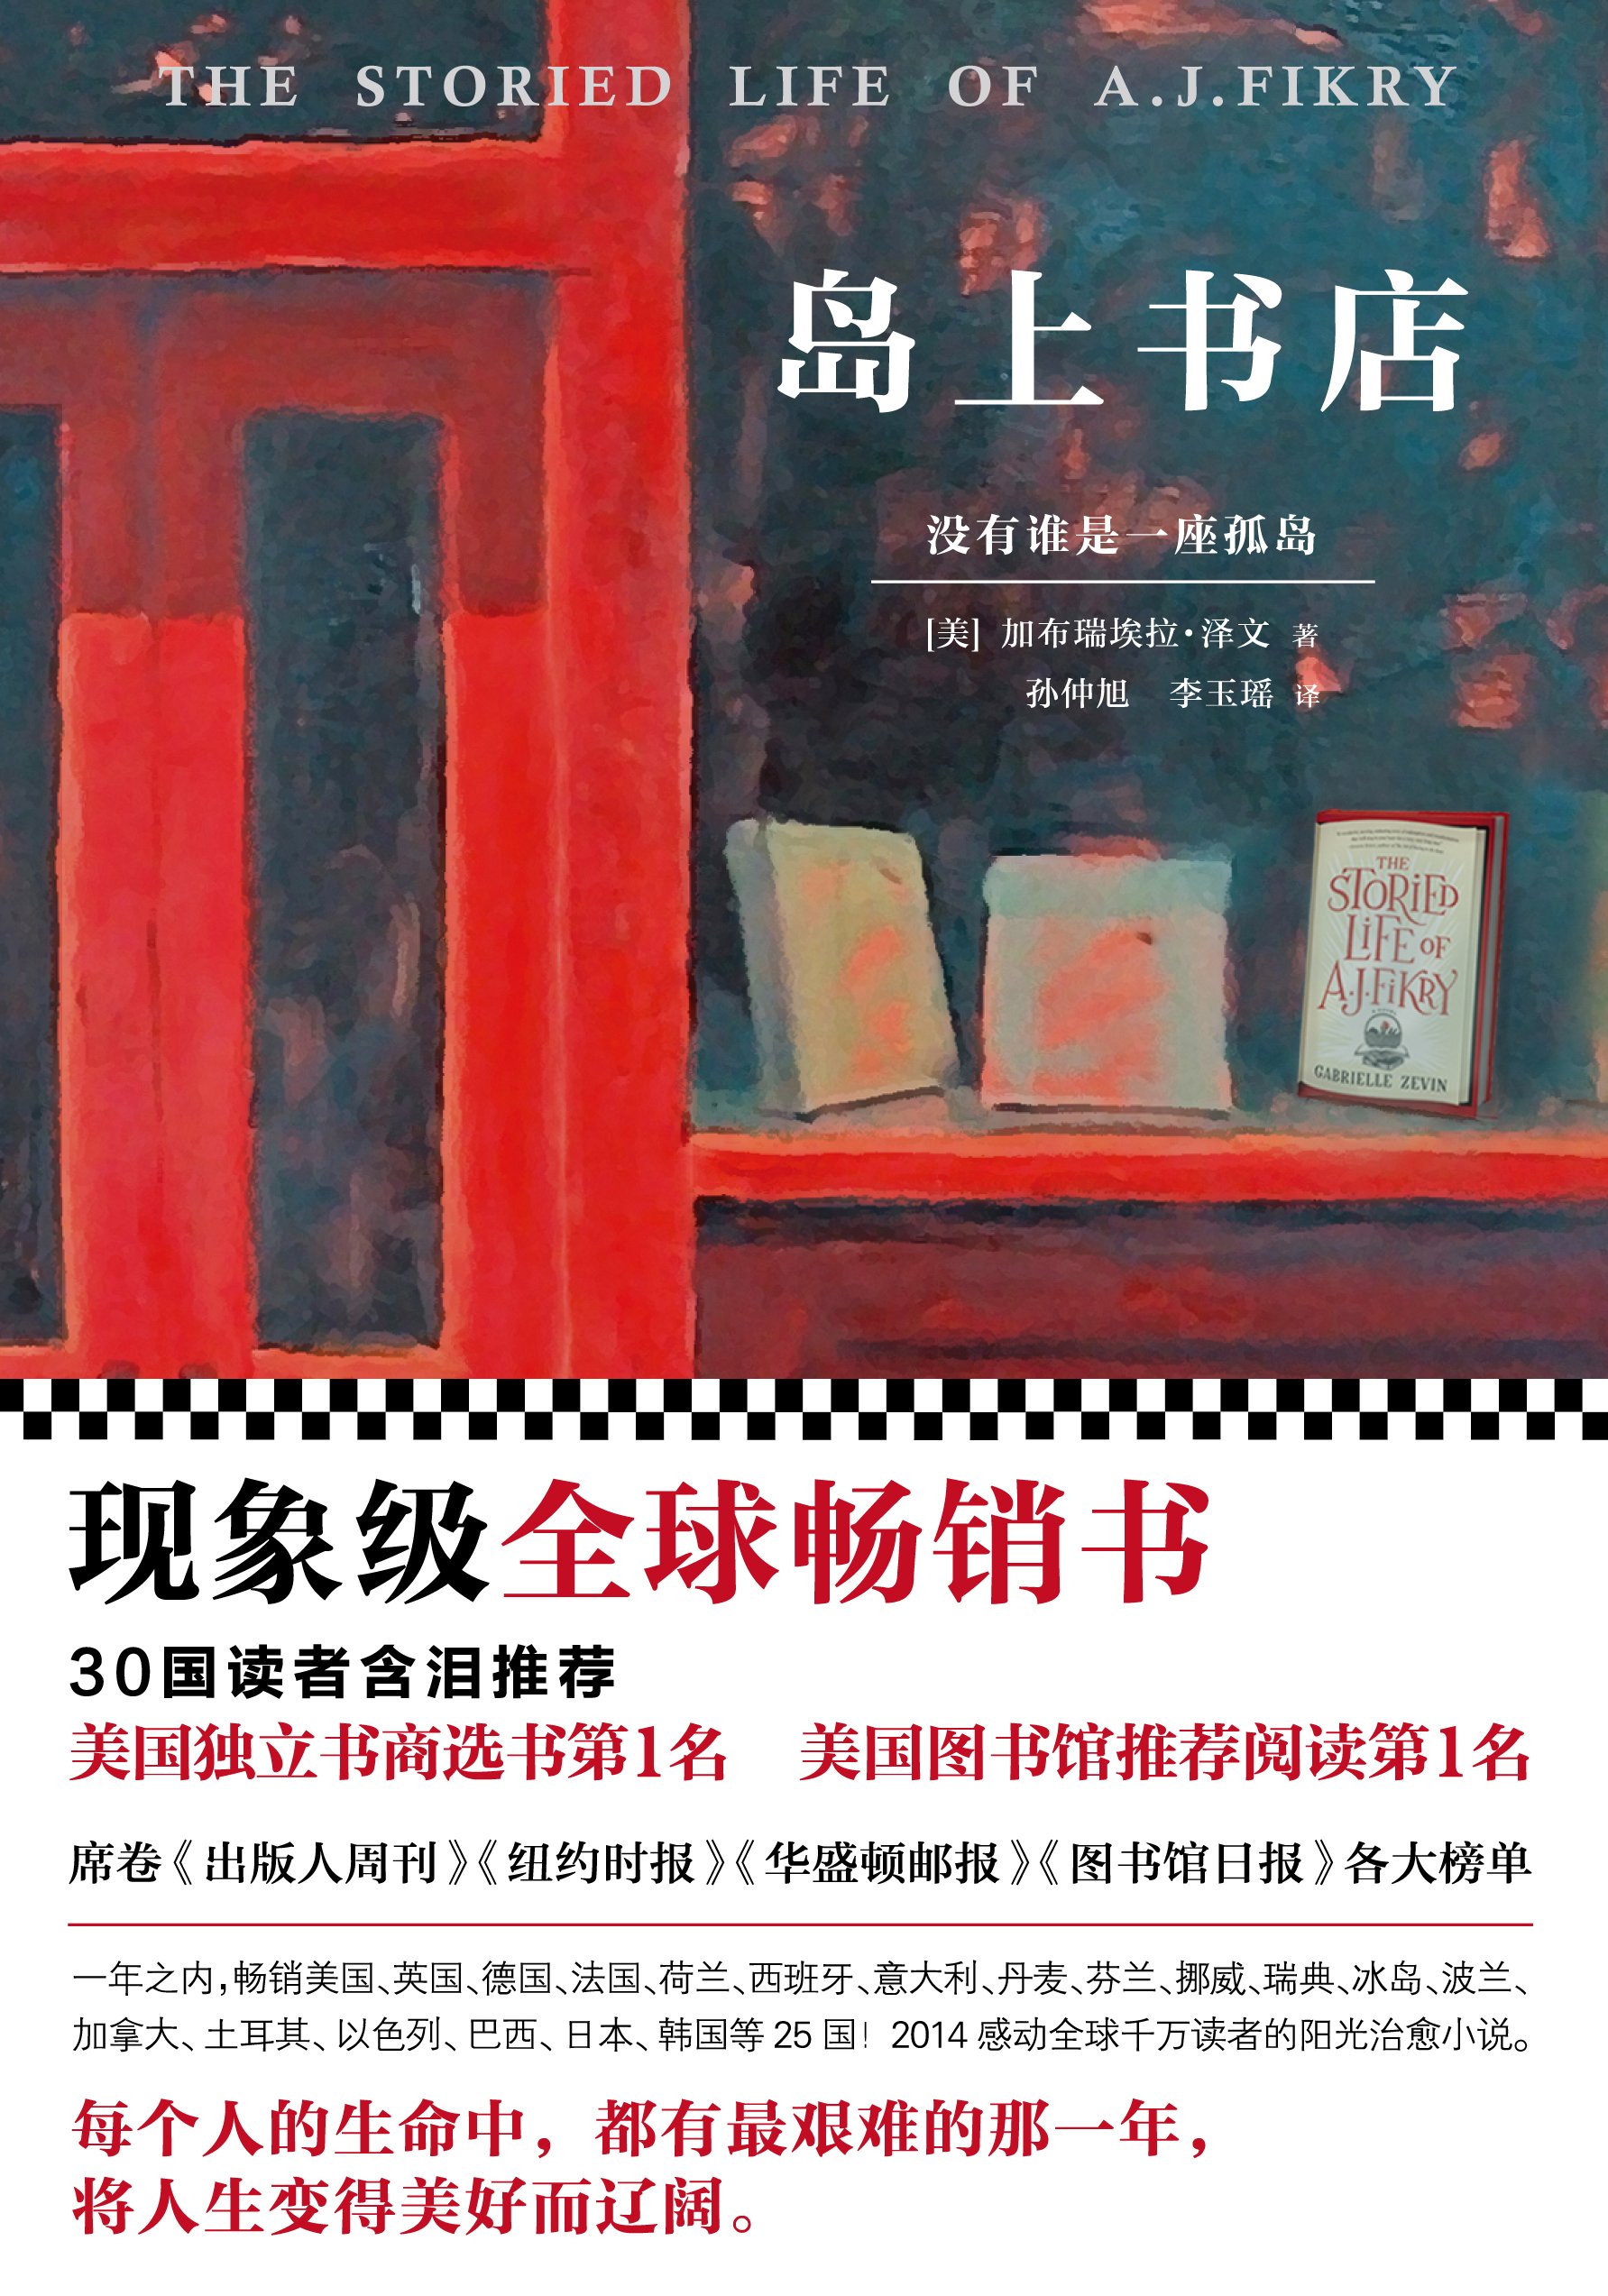 THE STORIED LIFE OF A.J.FIKRY
岛上书店
没有谁是一座孤岛
[美] 加布瑞埃拉·泽文 著
孙仲旭 李玉瑶 译
THE
STORIED
LIFE OF
A.J.FIKRY
GABRIELLE ZEVIN
现象级全球畅销书
30国读者含泪推荐
美国独立书商选书第1名 美国图书馆推荐阅读第1名
席卷《出版人周刊》《纽约时报》《华盛顿邮报》《图书馆日报》各大榜单
一年之内,畅销美国、英国、德国、法国、荷兰、西班牙、意大利、丹麦、芬兰、挪威、瑞典、冰岛、波兰、
加拿大、土耳其、以色列、巴西、日本、韩国等 25 国！2014 感动全球千万读者的阳光治愈小说。
每个人的生命中，都有最艰难的那一年，
将人生变得美好而辽阔。